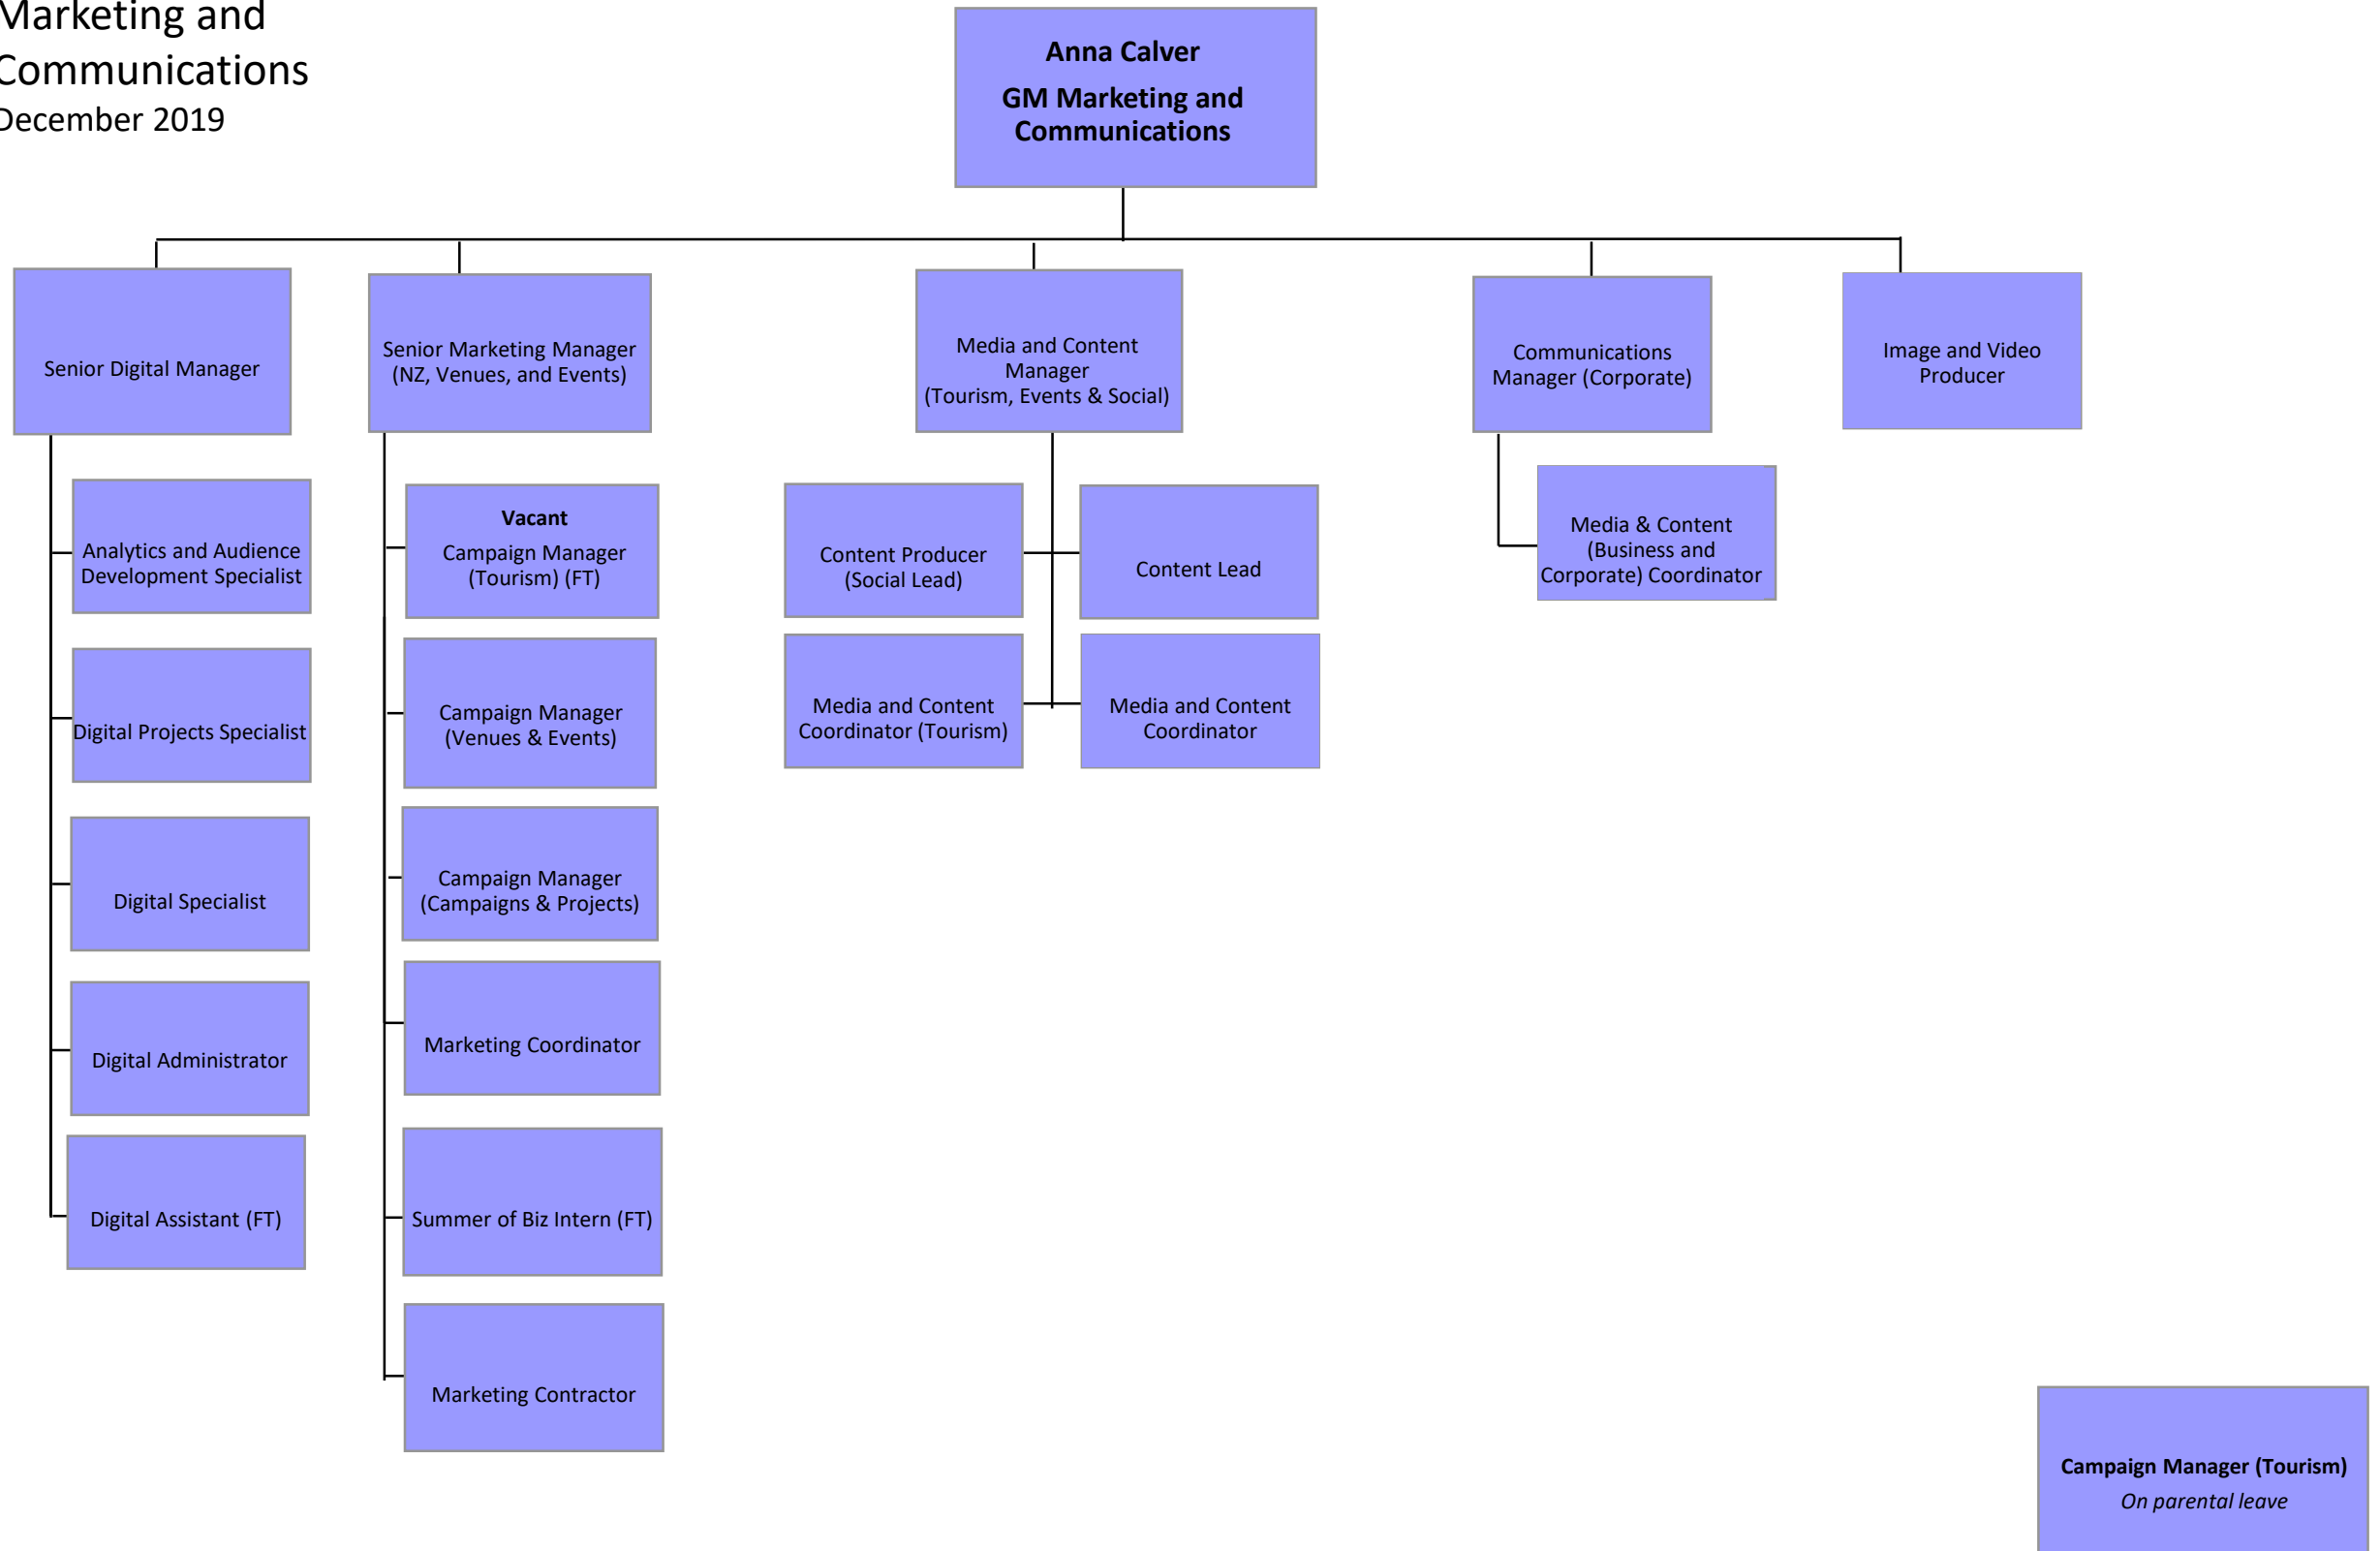 Marketing and
Communications
December 2019
Anna Calver
GM Marketing and
Communications
Senior Digital Manager
Senior Marketing Manager
(NZ, Venues, and Events)
Media and Content
Manager
(Tourism, Events & Social)
Communications
Manager (Corporate)
Image and Video
Producer
Analytics and Audience
Development Specialist
Digital Projects Specialist
Digital Specialist
Digital Administrator
Digital Assistant (FT)
Vacant
Campaign Manager
(Tourism) (FT)
Campaign Manager
(Venues & Events)
Campaign Manager
(Campaigns & Projects)
Marketing Coordinator
Summer of Biz Intern (FT)
Marketing Contractor
Content Producer
(Social Lead)
Content Lead
Media and Content
Coordinator (Tourism)
Media and Content
Coordinator
Media & Content
(Business and
Corporate) Coordinator
Campaign Manager (Tourism)
On parental leave